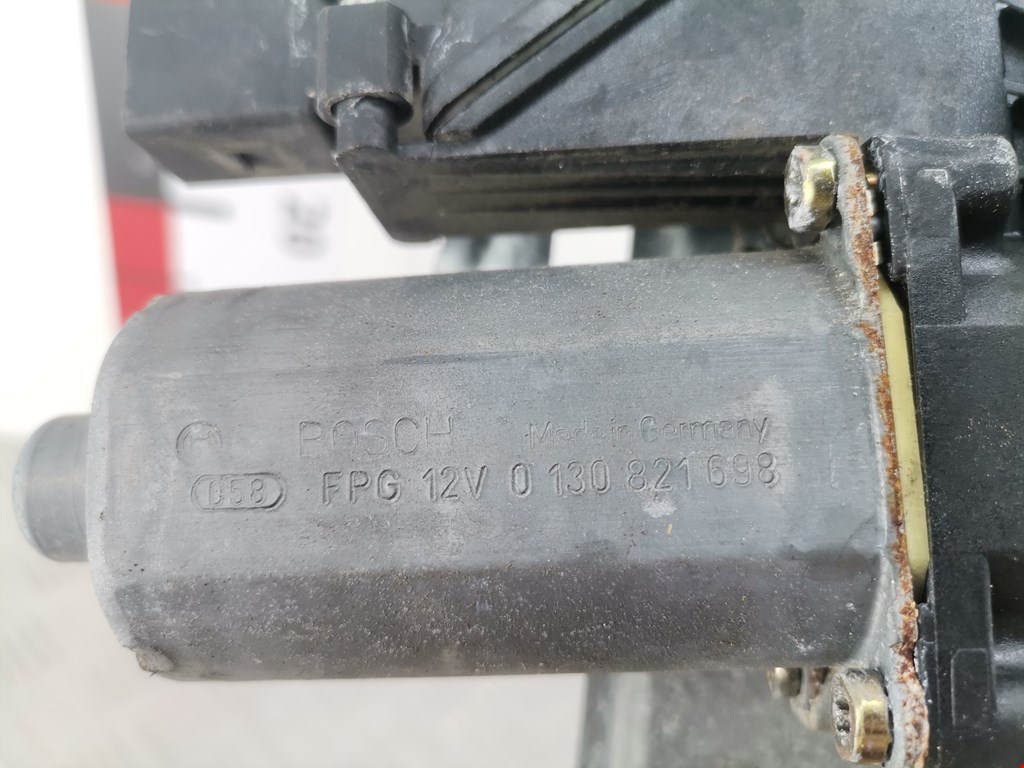 BOSCH Made in Germany
058 FPG 12V 0 130 821 698